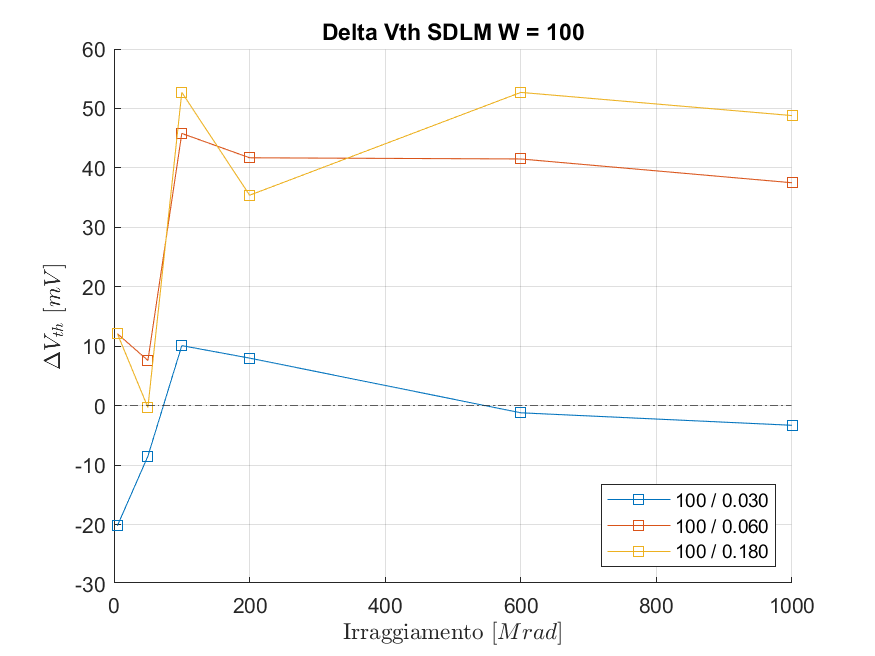 Delta Vth SDLM W = 100
60
50
40
30
20
10
0
-10
-20
-30
ΔV_th [mV]
0 200 400 600 800 1000
Irraggiamento [Mrad]
100 / 0.030
100 / 0.060
100 / 0.180